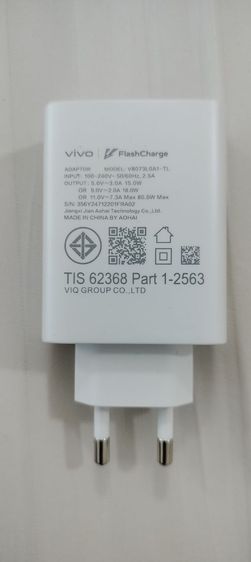 vivo | FlashCharge
ADAPTOR MODEL: V8073L0A1-TL
INPUT: 100-240V~50/60Hz, 2.5A
OUTPUT: 5.0V⎓3.0A 15.0W
OR 9.0V⎓2.0A 18.0W
OR 11.0V⎓7.3A Max 80.0W Max
Jiangxi Jian Aohai Technology Co.,Ltd
MADE IN CHINA BY AOHAI
TIS 62368 Part 1-2563
VIQ GROUP CO.,LTD